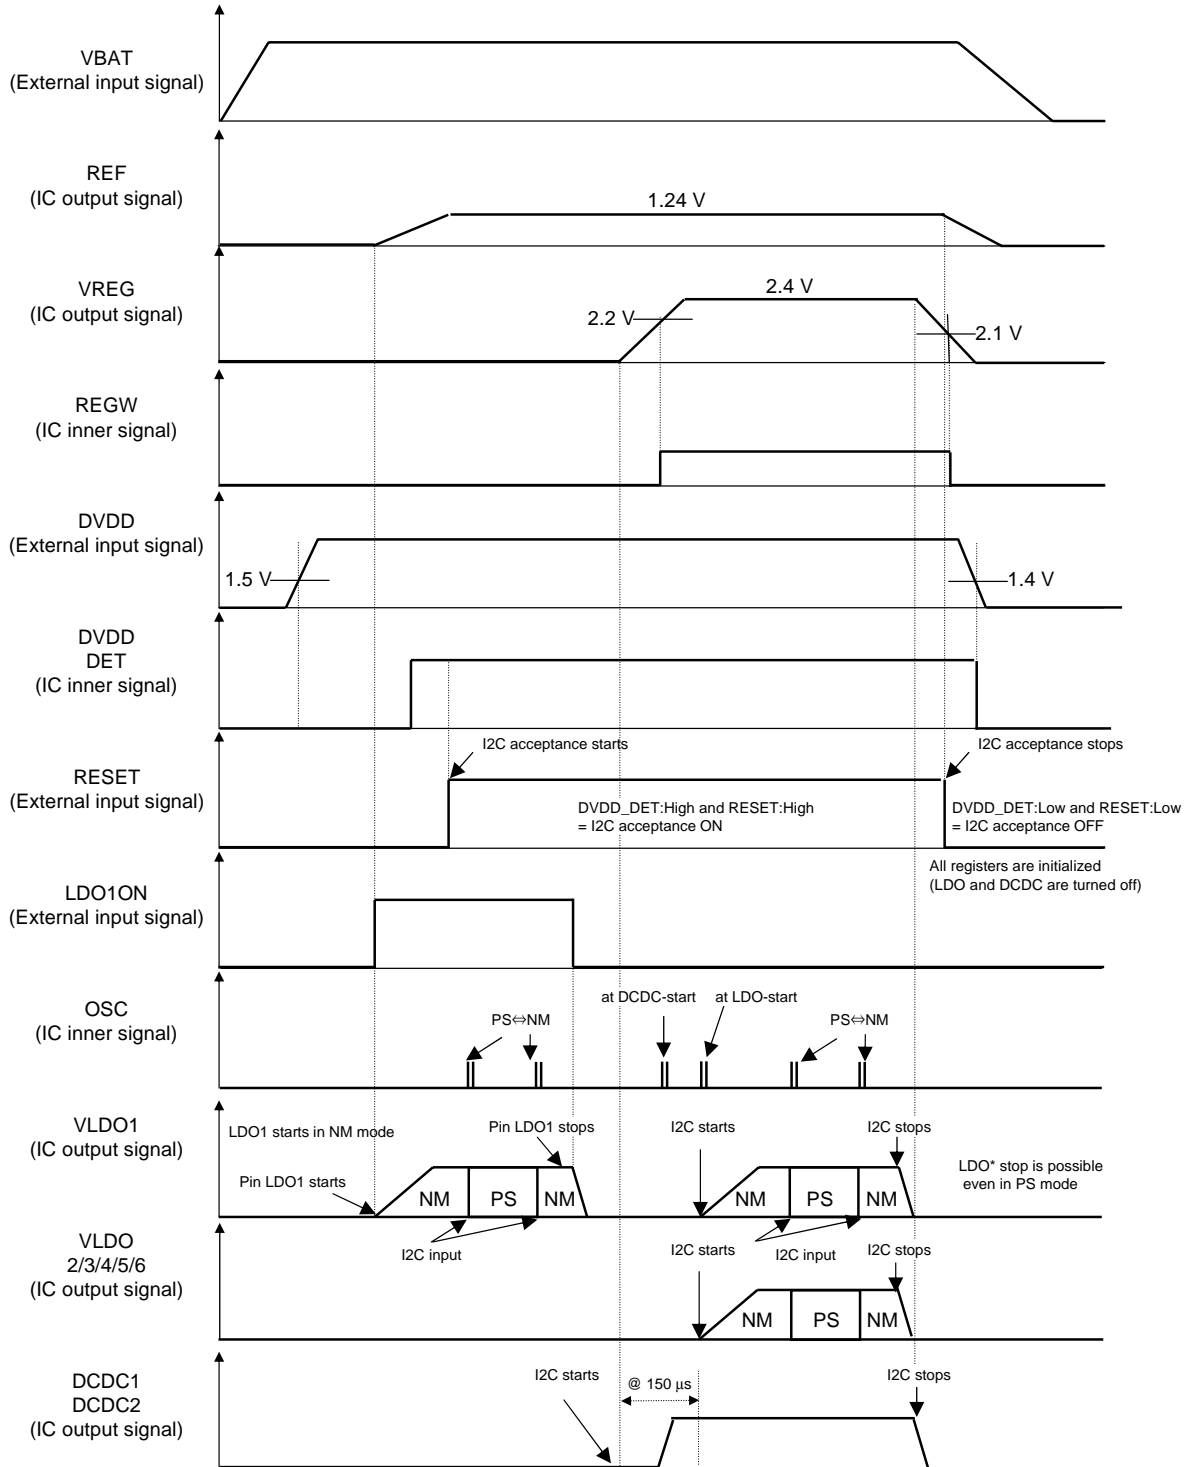 VBAT
(External input signal)
REF
(IC output signal)
1.24 V
VREG
(IC output signal)
2.4 V
2.2 V
2.1 V
REGW
(IC inner signal)
DVDD
(External input signal)
1.5 V
1.4 V
DVDD
DET
(IC inner signal)
I2C acceptance starts
I2C acceptance stops
RESET
(External input signal)
DVDD_DET:High and RESET:High
= I2C acceptance ON
DVDD_DET:Low and RESET:Low
= I2C acceptance OFF
All registers are initialized
(LDO and DCDC are turned off)
LDO1ON
(External input signal)
OSC
(IC inner signal)
PS⇔NM
at DCDC-start
at LDO-start
PS⇔NM
VLDO1
(IC output signal)
LDO1 starts in NM mode
Pin LDO1 starts
Pin LDO1 stops
I2C starts
I2C stops
LDO* stop is possible
even in PS mode
NM
PS
NM
NM
PS
NM
I2C input
I2C input
VLDO
2/3/4/5/6
(IC output signal)
I2C starts
I2C stops
NM
PS
NM
DCDC1
DCDC2
(IC output signal)
I2C starts
@ 150 μs
I2C stops